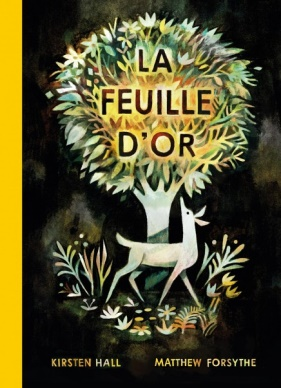 LA
FEUILLE
D'OR
KIRSTEN HALL MATTHEW FORSYTHE